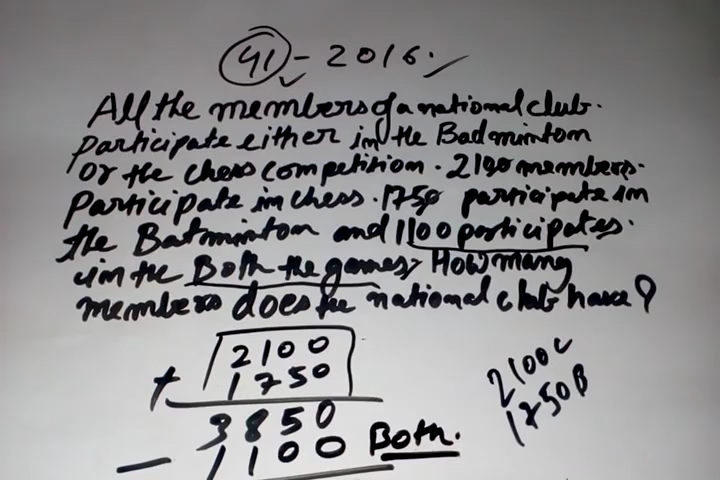 41 - 2016.
All the members of a national club.
participate either in the Badminton
or the chess competition. 2100 members.
Participate in chess. 1750 participate in
the Batminton and 1100 participates.
in the Both the games, How many
members does the national club have?
2100
+ 1750
3850
- 1100 Both.
2100 C
1750 B